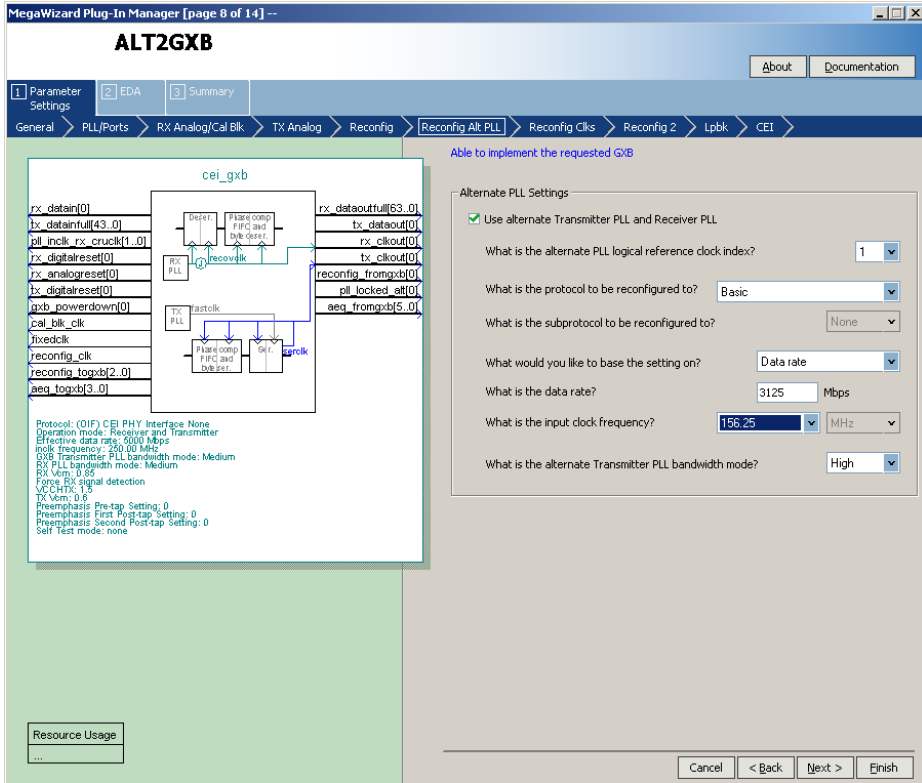 MegaWizard Plug-In Manager [page 8 of 14] --
ALT2GXB
About
Documentation
1 Parameter Settings
2 EDA
3 Summary
General
PLL/Ports
RX Analog/Cal Blk
TX Analog
Reconfig
Reconfig Alt PLL
Reconfig Clks
Reconfig 2
Lpbk
CEI
Able to implement the requested GXB
cei_gxb
rx_datain[0]
tx_datainfull[43..0]
pll_inclk_rx_cruclk[1..0]
rx_digitalreset[0]
rx_analogreset[0]
tx_digitalreset[0]
gxb_powerdown[0]
cal_blk_clk
fixedclk
reconfig_clk
reconfig_togxb[2..0]
aeq_togxb[3..0]
Deser.
Phase comp
FIFO and
byte deser.
RX
PLL
recovclk
TX
PLL
fastclk
Phase comp
FIFO and
byte ser.
Ser.
serclk
rx_dataoutfull[63..0]
tx_dataout[0]
rx_clkout[0]
tx_clkout[0]
reconfig_fromgxb[0]
pll_locked_alt[0]
aeq_fromgxb[5..0]
Protocol: (OIF) CEI PHY Interface None
Operation mode: Receiver and Transmitter
Effective data rate: 5000 Mbps
inclk frequency: 250.00 MHz
GXB Transmitter PLL bandwidth mode: Medium
RX PLL bandwidth mode: Medium
RX Vcm: 0.85
Force RX signal detection
VCCHTX: 1.5
TX Vcm: 0.6
Preemphasis Pre-tap Setting: 0
Preemphasis First Post-tap Setting: 0
Preemphasis Second Post-tap Setting: 0
Self Test mode: none
Alternate PLL Settings
Use alternate Transmitter PLL and Receiver PLL
What is the alternate PLL logical reference clock index? 1
What is the protocol to be reconfigured to? Basic
What is the subprotocol to be reconfigured to? None
What would you like to base the setting on? Data rate
What is the data rate? 3125 Mbps
What is the input clock frequency? 156.25 MHz
What is the alternate Transmitter PLL bandwidth mode? High
Resource Usage
...
Cancel
< Back
Next >
Finish